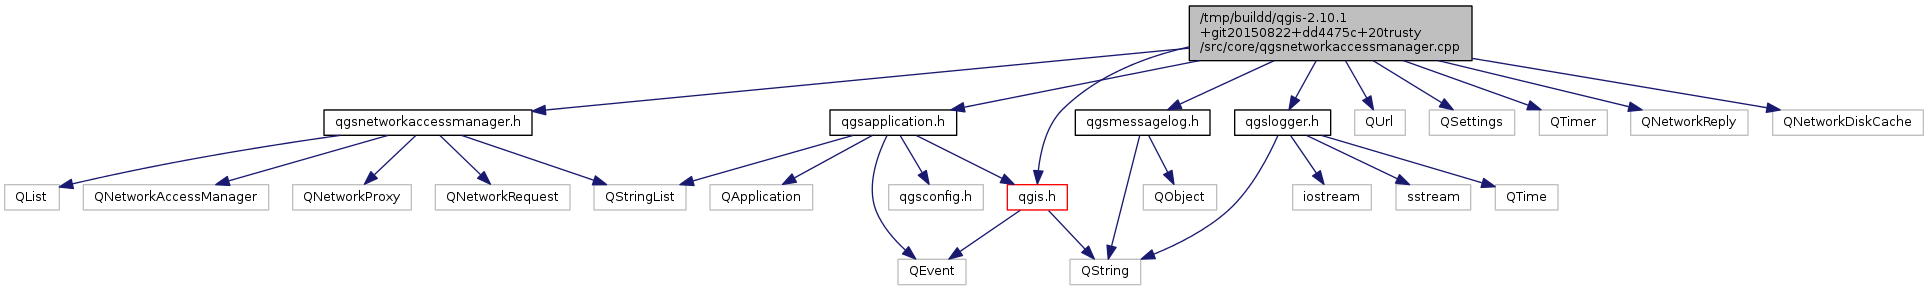 /tmp/buildd/qgis-2.10.1
+git20150822+dd4475c+20trusty
/src/core/qgsnetworkaccessmanager.cpp
qgsnetworkaccessmanager.h
qgsapplication.h
qgsmessagelog.h
qgslogger.h
QUrl
QSettings
QTimer
QNetworkReply
QNetworkDiskCache
QList
QNetworkAccessManager
QNetworkProxy
QNetworkRequest
QStringList
QApplication
qgsconfig.h
qgis.h
QObject
iostream
sstream
QTime
QEvent
QString